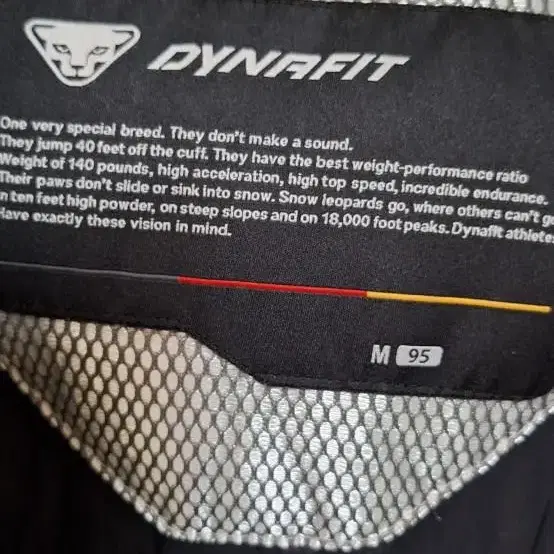 DYNAFIT
One very special breed. They don't make a sound.
They jump 40 feet off the cuff. They have the best weight-performance ratio
Weight of 140 pounds, high acceleration, high top speed, incredible endurance.
Their paws don't slide or sink into snow. Snow leopards go, where others can't
in ten feet high powder, on steep slopes and on 18,000 foot peaks. Dynafit athlete
Have exactly these vision in mind.
M 95